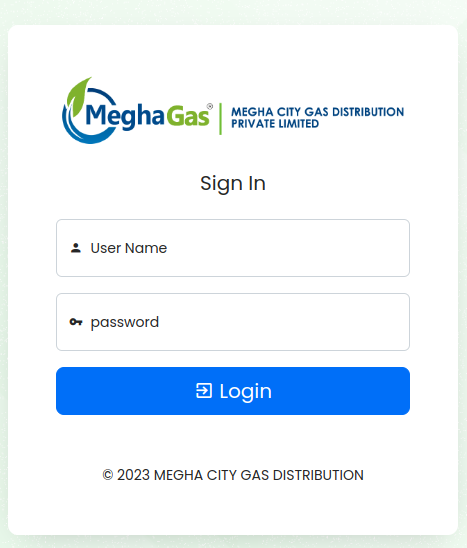 MeghaGas®
MEGHA CITY GAS DISTRIBUTION
PRIVATE LIMITED
Sign In
User Name
password
Login
© 2023 MEGHA CITY GAS DISTRIBUTION